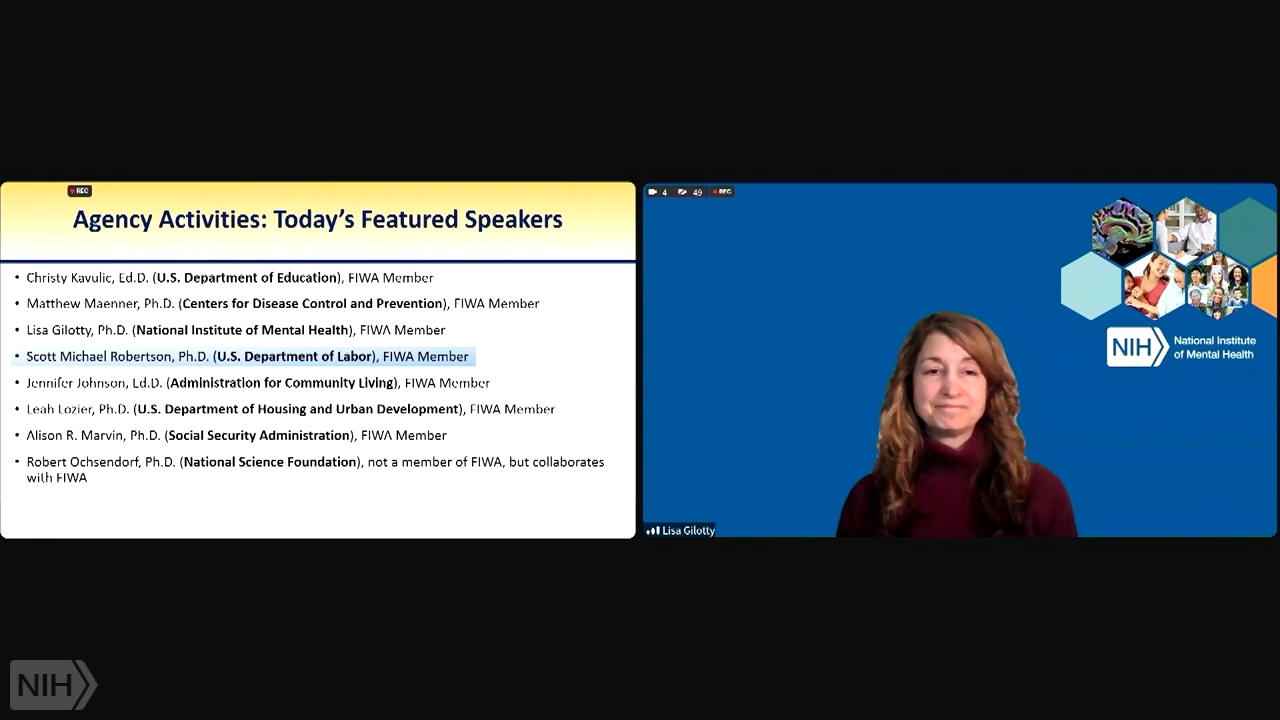 REC
Agency Activities: Today's Featured Speakers
• Christy Kavulic, Ed.D. (U.S. Department of Education), FIWA Member
• Matthew Maenner, Ph.D. (Centers for Disease Control and Prevention), FIWA Member
• Lisa Gilotty, Ph.D. (National Institute of Mental Health), FIWA Member
• Scott Michael Robertson, Ph.D. (U.S. Department of Labor), FIWA Member
• Jennifer Johnson, Ed.D. (Administration for Community Living), FIWA Member
• Leah Lozier, Ph.D. (U.S. Department of Housing and Urban Development), FIWA Member
• Alison R. Marvin, Ph.D. (Social Security Administration), FIWA Member
• Robert Ochsendorf, Ph.D. (National Science Foundation), not a member of FIWA, but collaborates
with FIWA
4 49 REC
NIH National Institute
of Mental Health
Lisa Gilotty
NIH